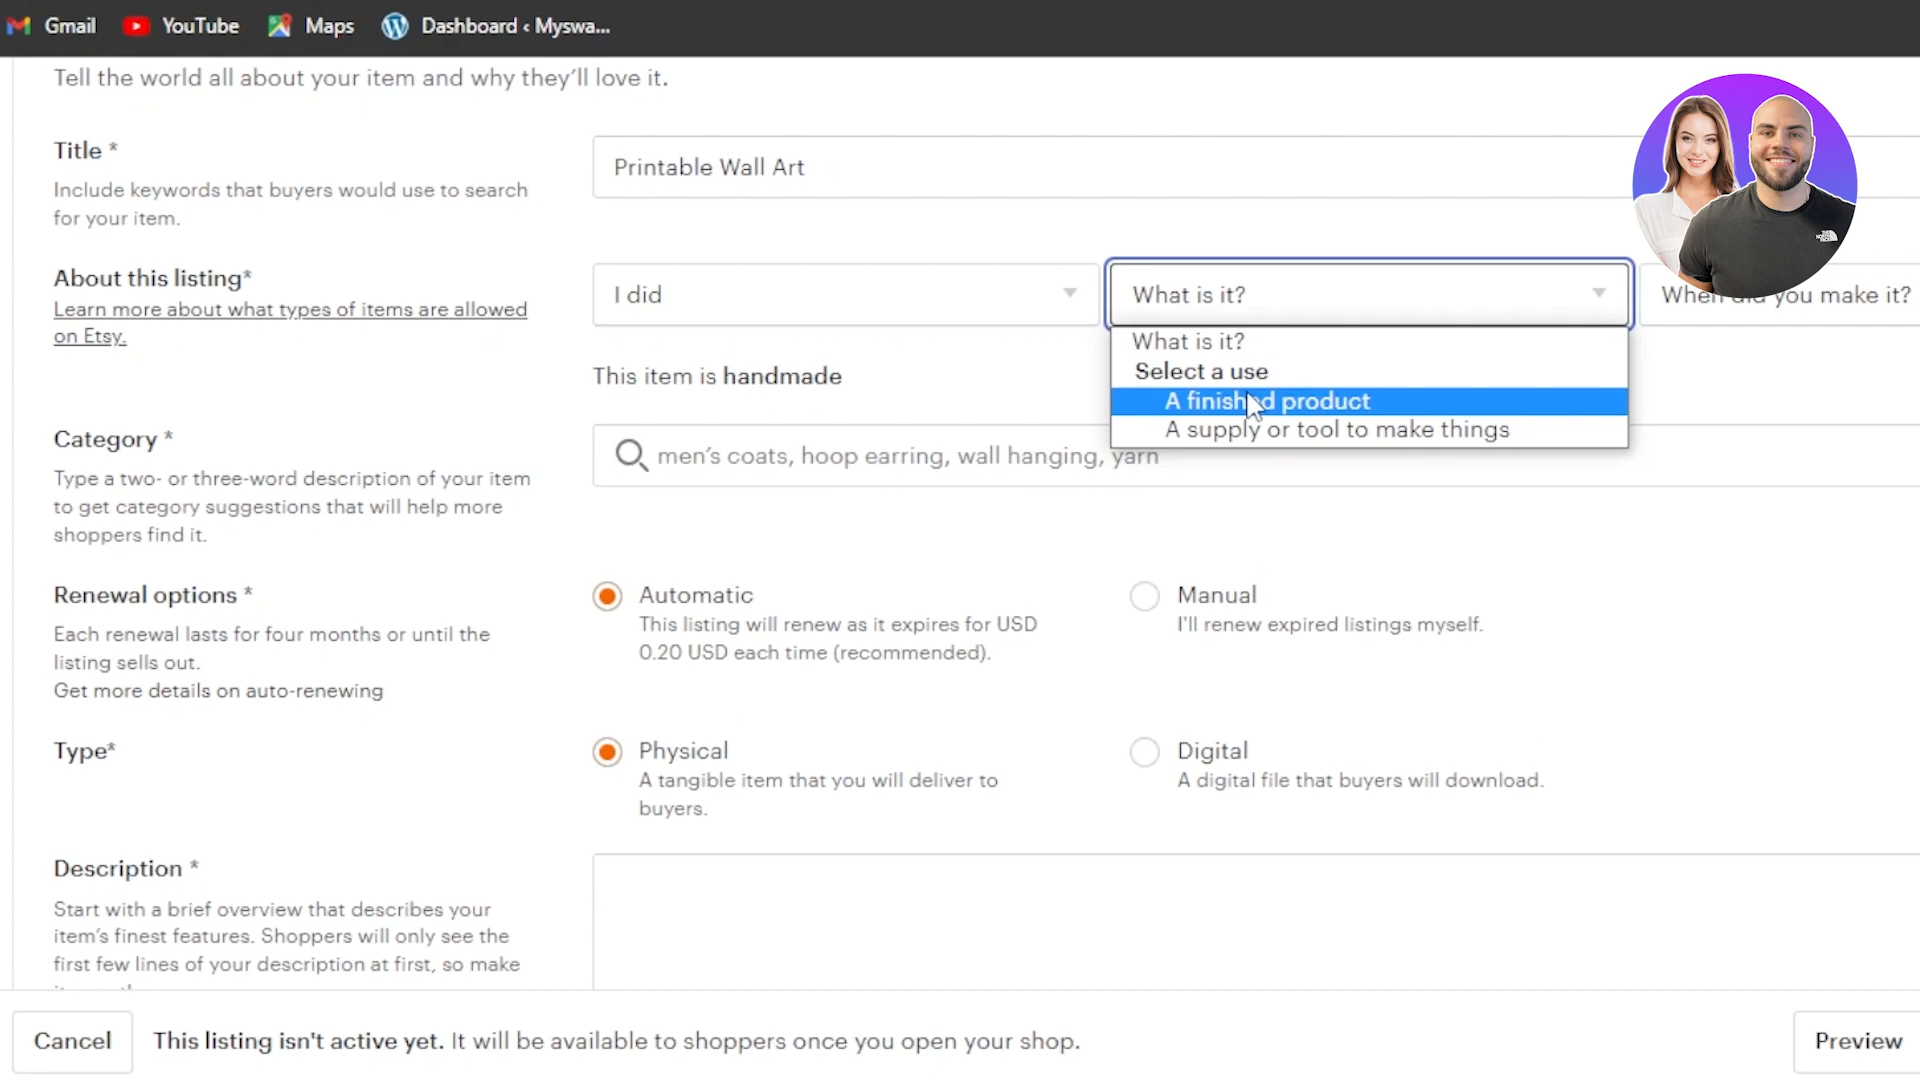 Gmail YouTube Maps Dashboard ‹ Myswa...
Tell the world all about your item and why they'll love it.
Title *
Include keywords that buyers would use to search
for your item.
Printable Wall Art
About this listing*
Learn more about what types of items are allowed
on Etsy.
I did
What is it?
When did you make it?
What is it?
Select a use
A finished product
A supply or tool to make things
This item is handmade
Category *
Type a two- or three-word description of your item
to get category suggestions that will help more
shoppers find it.
men's coats, hoop earring, wall hanging, yarn
Renewal options *
Each renewal lasts for four months or until the
listing sells out.
Get more details on auto-renewing
Automatic
This listing will renew as it expires for USD
0.20 USD each time (recommended).
Manual
I'll renew expired listings myself.
Type*
Physical
A tangible item that you will deliver to
buyers.
Digital
A digital file that buyers will download.
Description *
Start with a brief overview that describes your
item's finest features. Shoppers will only see the
first few lines of your description at first, so make
Cancel
This listing isn't active yet. It will be available to shoppers once you open your shop.
Preview